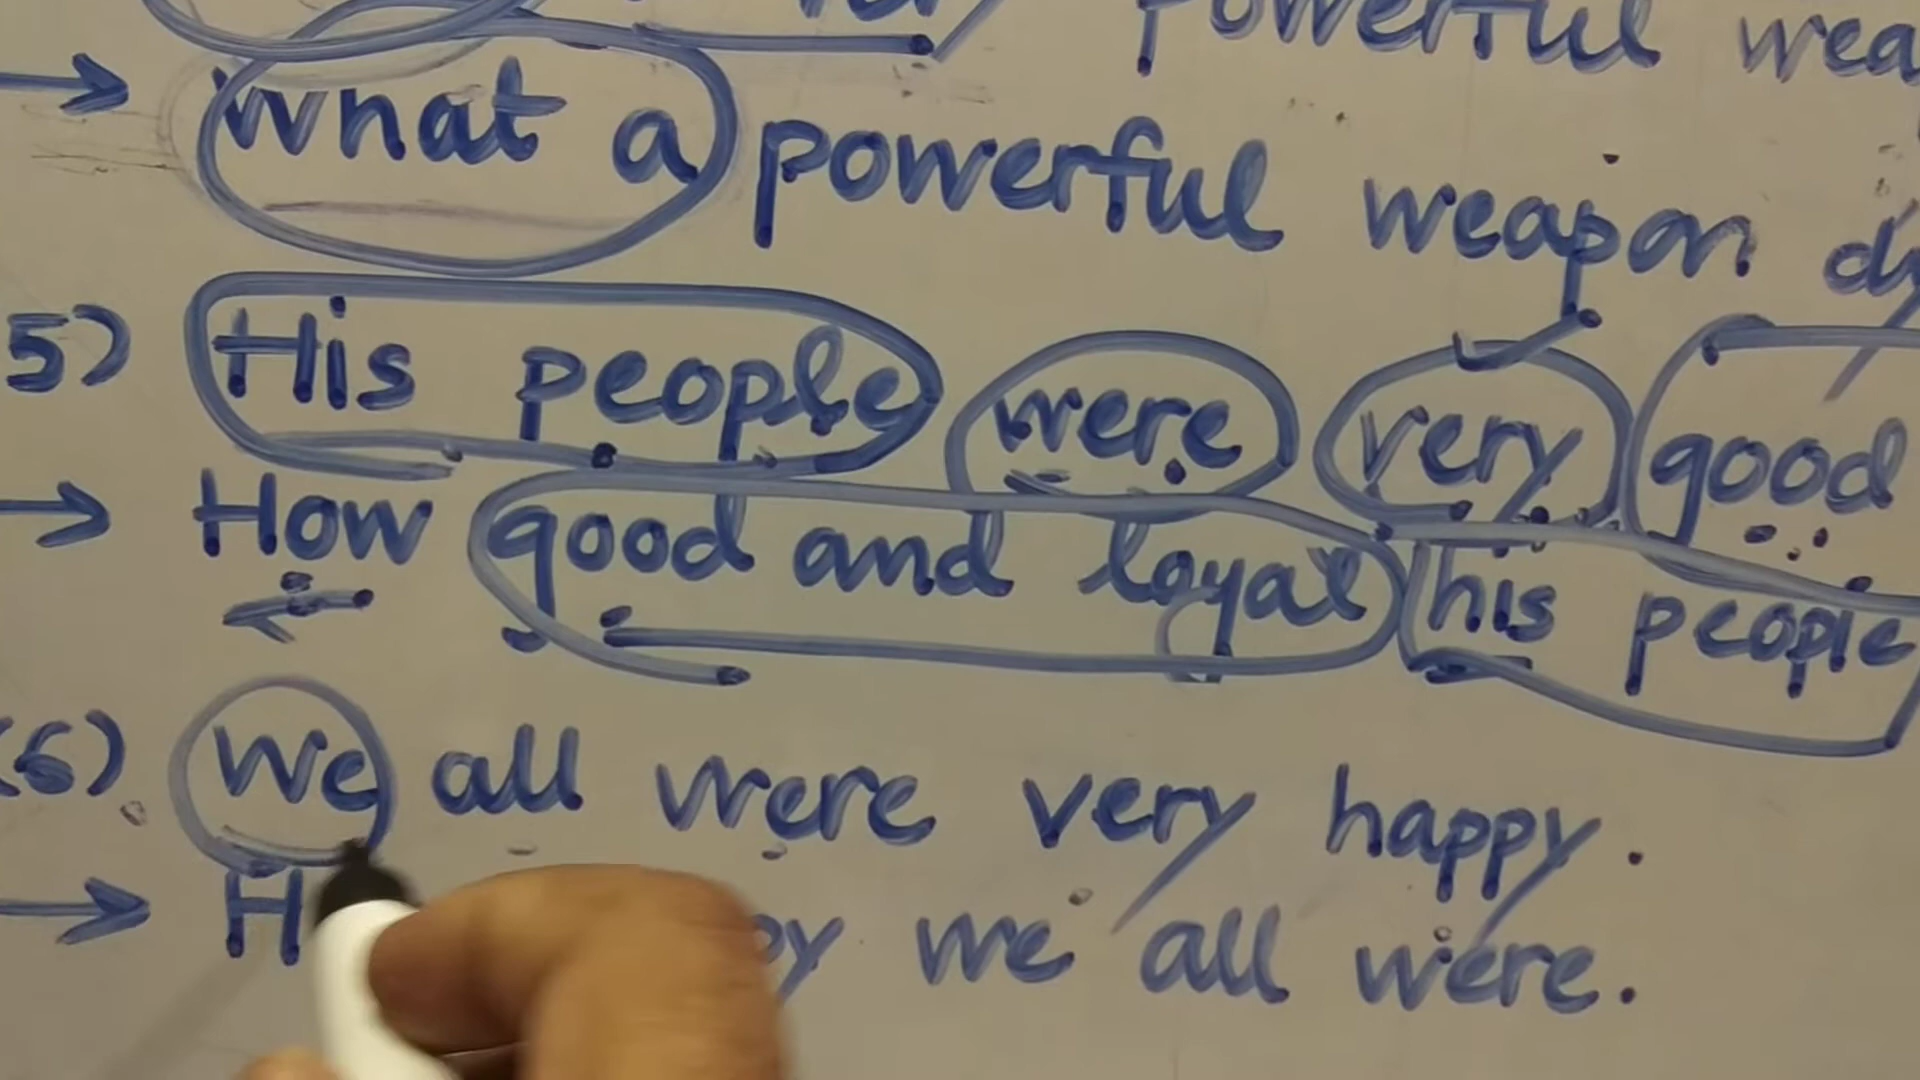 powerful
→ What a powerful weapon
5) His people were very good
→ How good and loyal his people
(6) We all were very happy.
→ we all were.